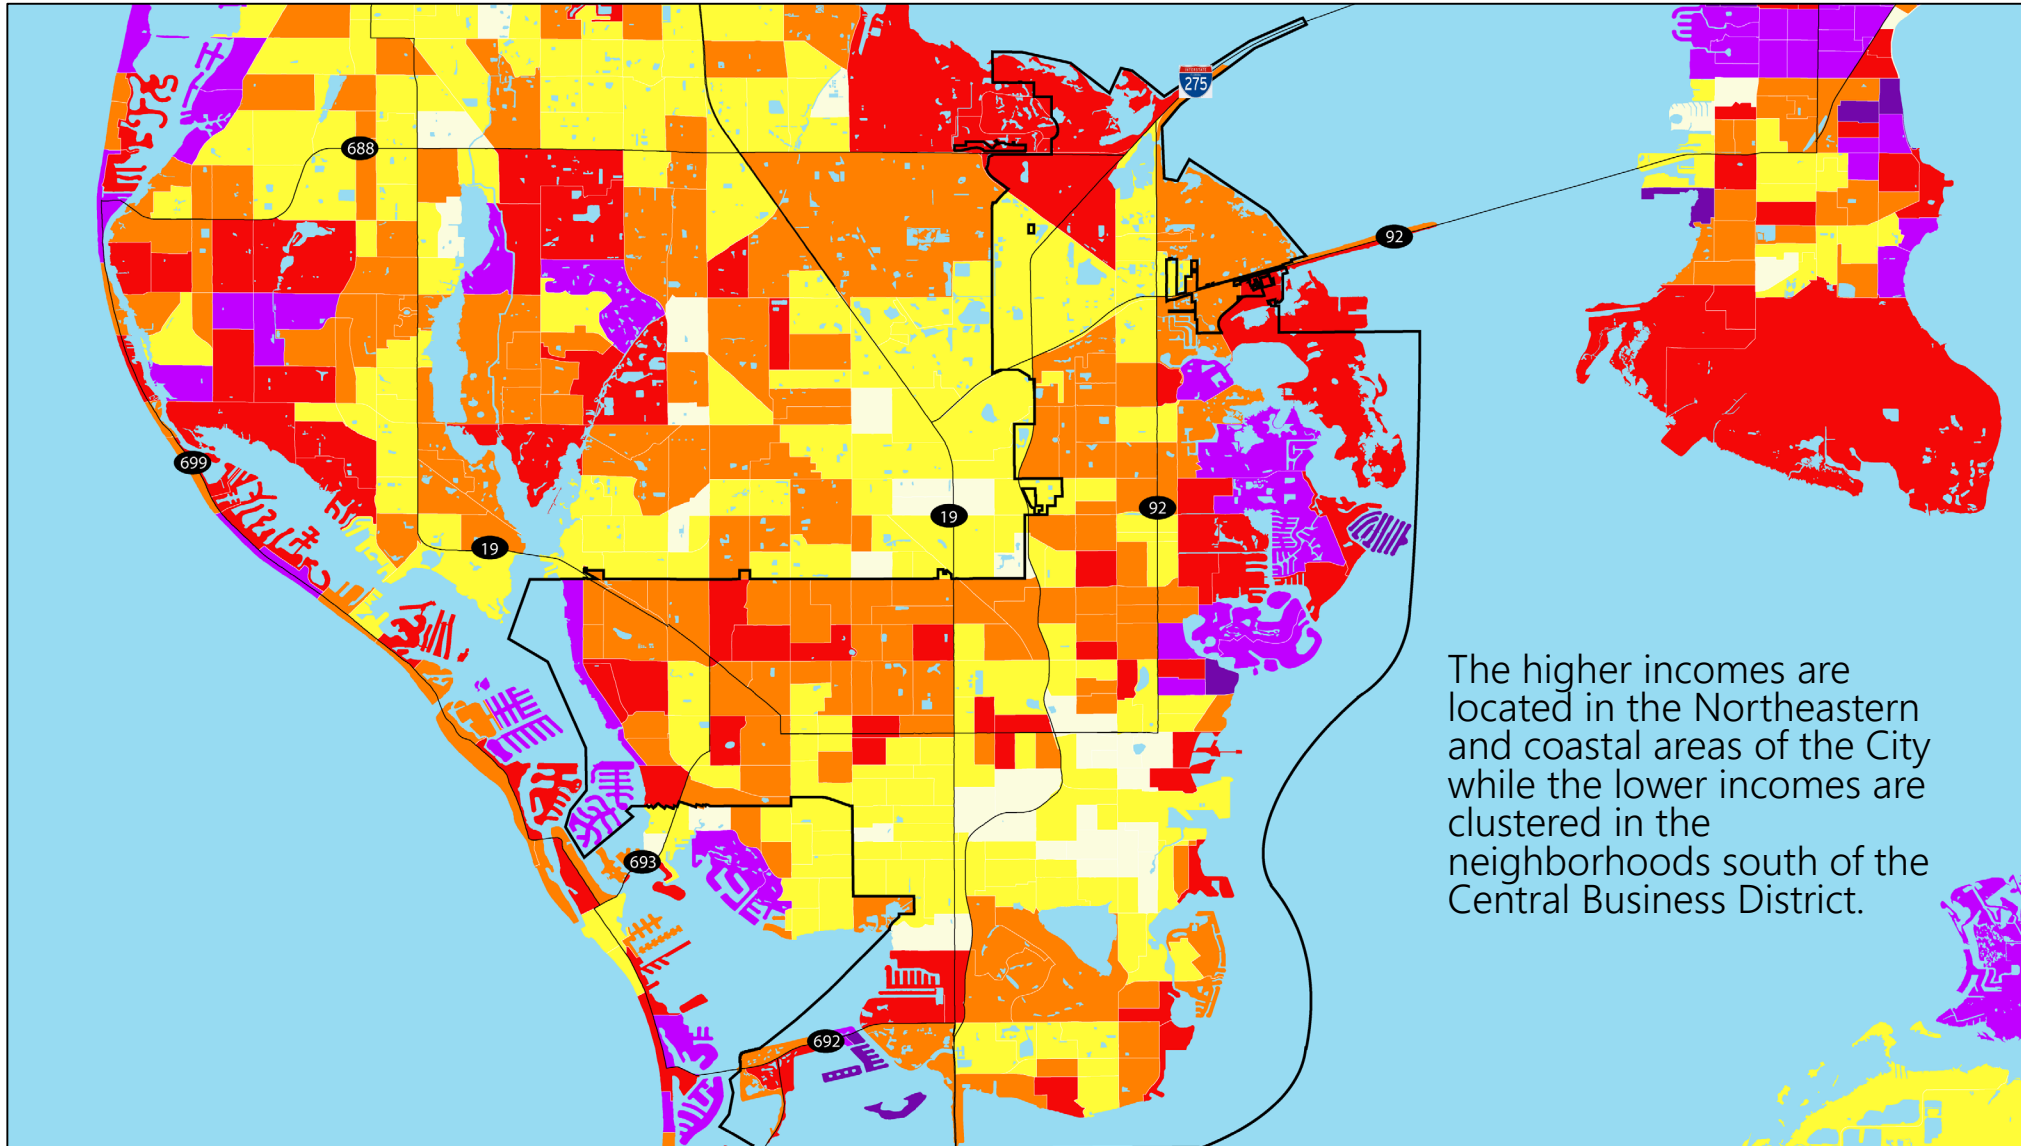 INTERSTATE
275
688
92
699
19
92
19
The higher incomes are
located in the Northeastern
and coastal areas of the City
while the lower incomes are
clustered in the
neighborhoods south of the
Central Business District.
693
692